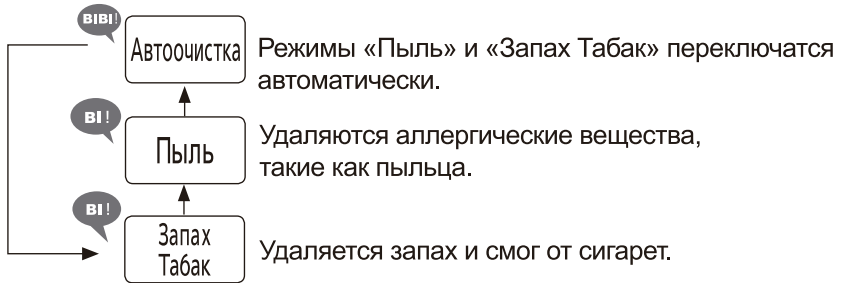 BIBI!
Автоочистка
Режимы «Пыль» и «Запах Табак» переключатся
автоматически.
BI!
Пыль
Удаляются аллергические вещества,
такие как пыльца.
BI!
Запах
Табак
Удаляется запах и смог от сигарет.